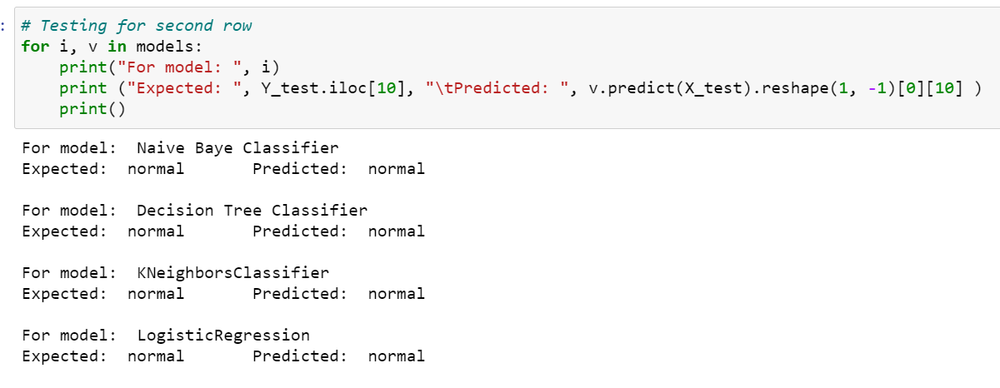 :
# Testing for second row
for i, v in models:
    print("For model: ", i)
    print ("Expected: ", Y_test.iloc[10], "\tPredicted: ", v.predict(X_test).reshape(1, -1)[0][10] )
    print()
For model:  Naive Baye Classifier
Expected:  normal       Predicted:  normal
For model:  Decision Tree Classifier
Expected:  normal       Predicted:  normal
For model:  KNeighborsClassifier
Expected:  normal       Predicted:  normal
For model:  LogisticRegression
Expected:  normal       Predicted:  normal